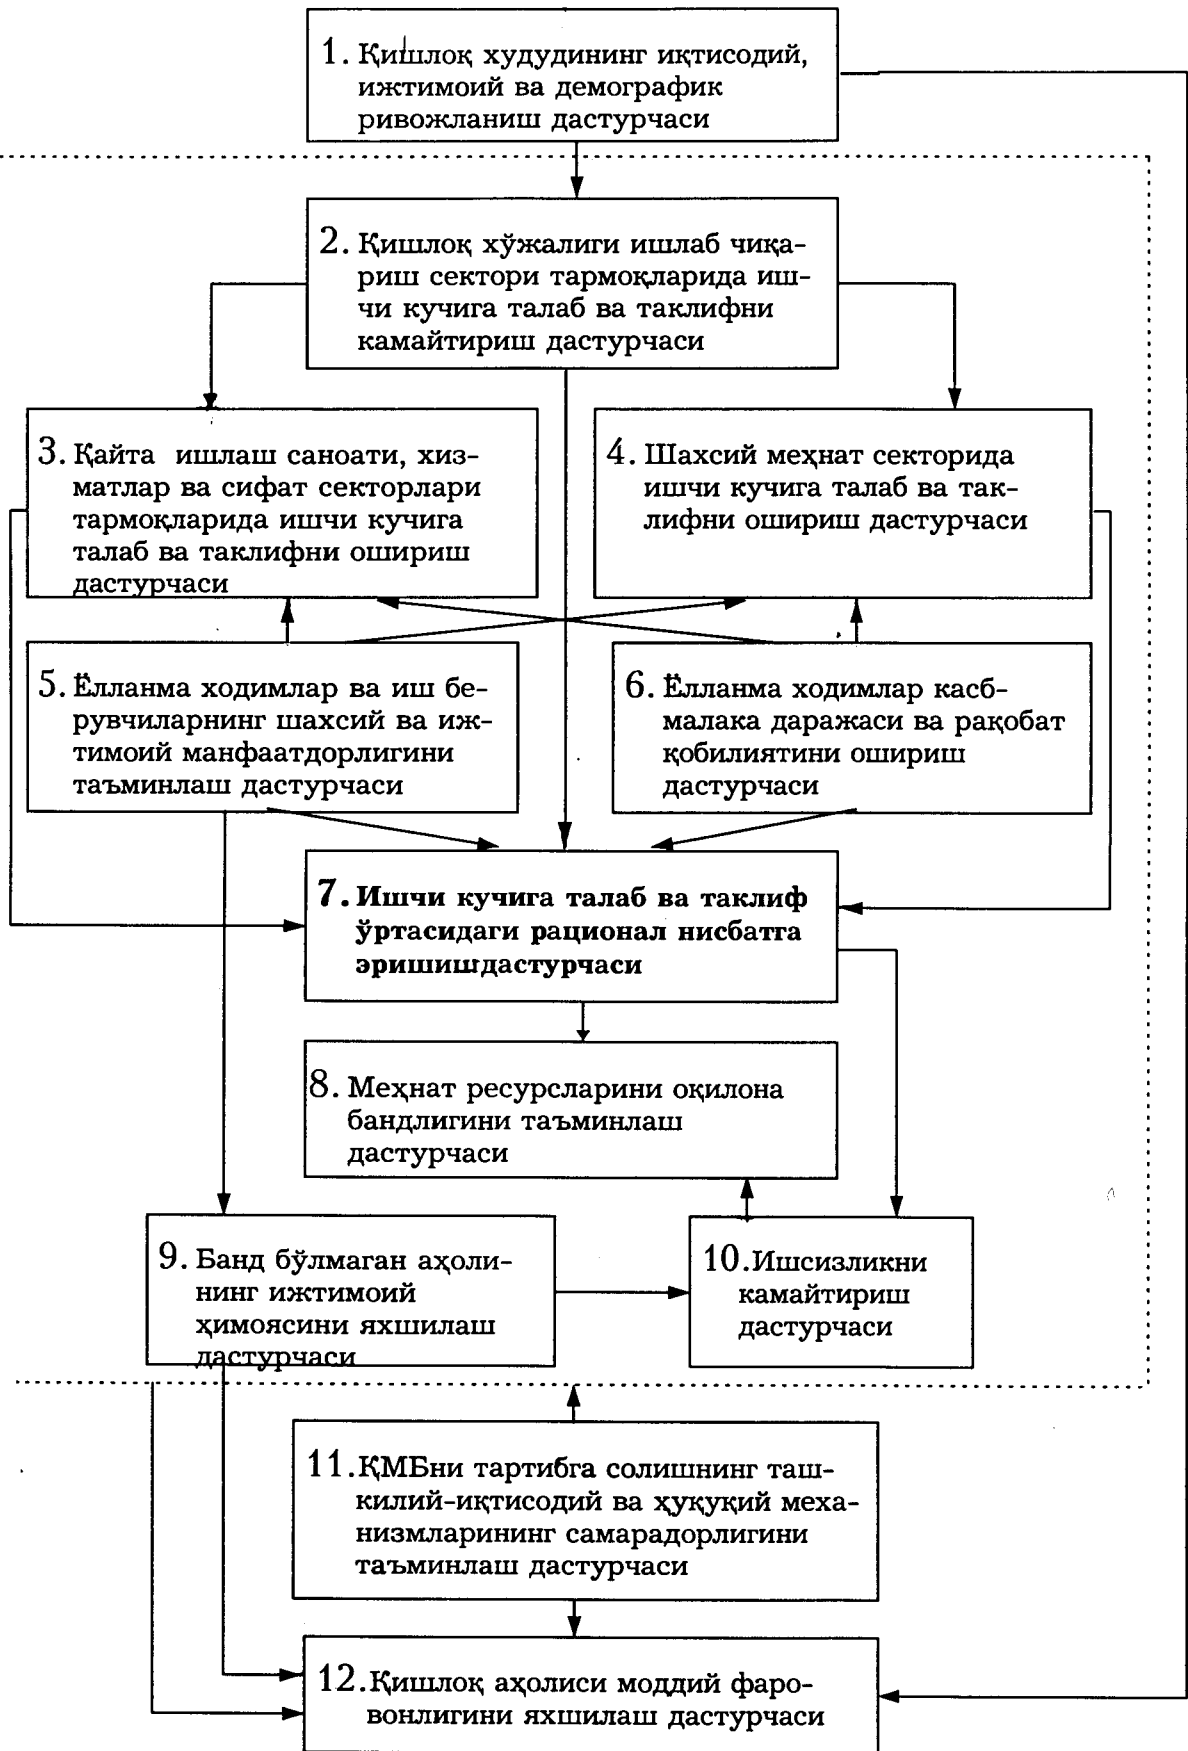 1. Қишлоқ худудининг иқтисодий,
ижтимоий ва демографик
ривожланиш дастурчаси
2. Қишлоқ хўжалиги ишлаб чиқа-
риш сектори тармоқларида иш-
чи кучига талаб ва таклифни
камайтириш дастурчаси
3. Қайта ишлаш саноати, хиз-
матлар ва сифат секторлари
тармоқларида ишчи кучига
талаб ва таклифни ошириш
дастурчаси
4. Шахсий меҳнат секторида
ишчи кучига талаб ва так-
лифни ошириш дастурчаси
5. Ёлланма ходимлар ва иш бе-
рувчиларнинг шахсий ва иж-
тимоий манфаатдорлигини
таъминлаш дастурчаси
6. Ёлланма ходимлар касб-
малака даражаси ва рақобат
қобилиятини ошириш
дастурчаси
7. Ишчи кучига талаб ва таклиф
ўртасидаги рационал нисбатга
эришишдастурчаси
8. Меҳнат ресурсларини оқилона
бандлигини таъминлаш
дастурчаси
9. Банд бўлмаган аҳоли-
нинг ижтимоий
ҳимоясини яхшилаш
дастурчаси
10.Ишсизликни
камайтириш
дастурчаси
11.ҚМБни тартибга солишнинг таш-
килий-иқтисодий ва ҳуқуқий меха-
низмларининг самарадорлигини
таъминлаш дастурчаси
12.Қишлоқ аҳолиси моддий фаро-
вонлигини яхшилаш дастурчаси